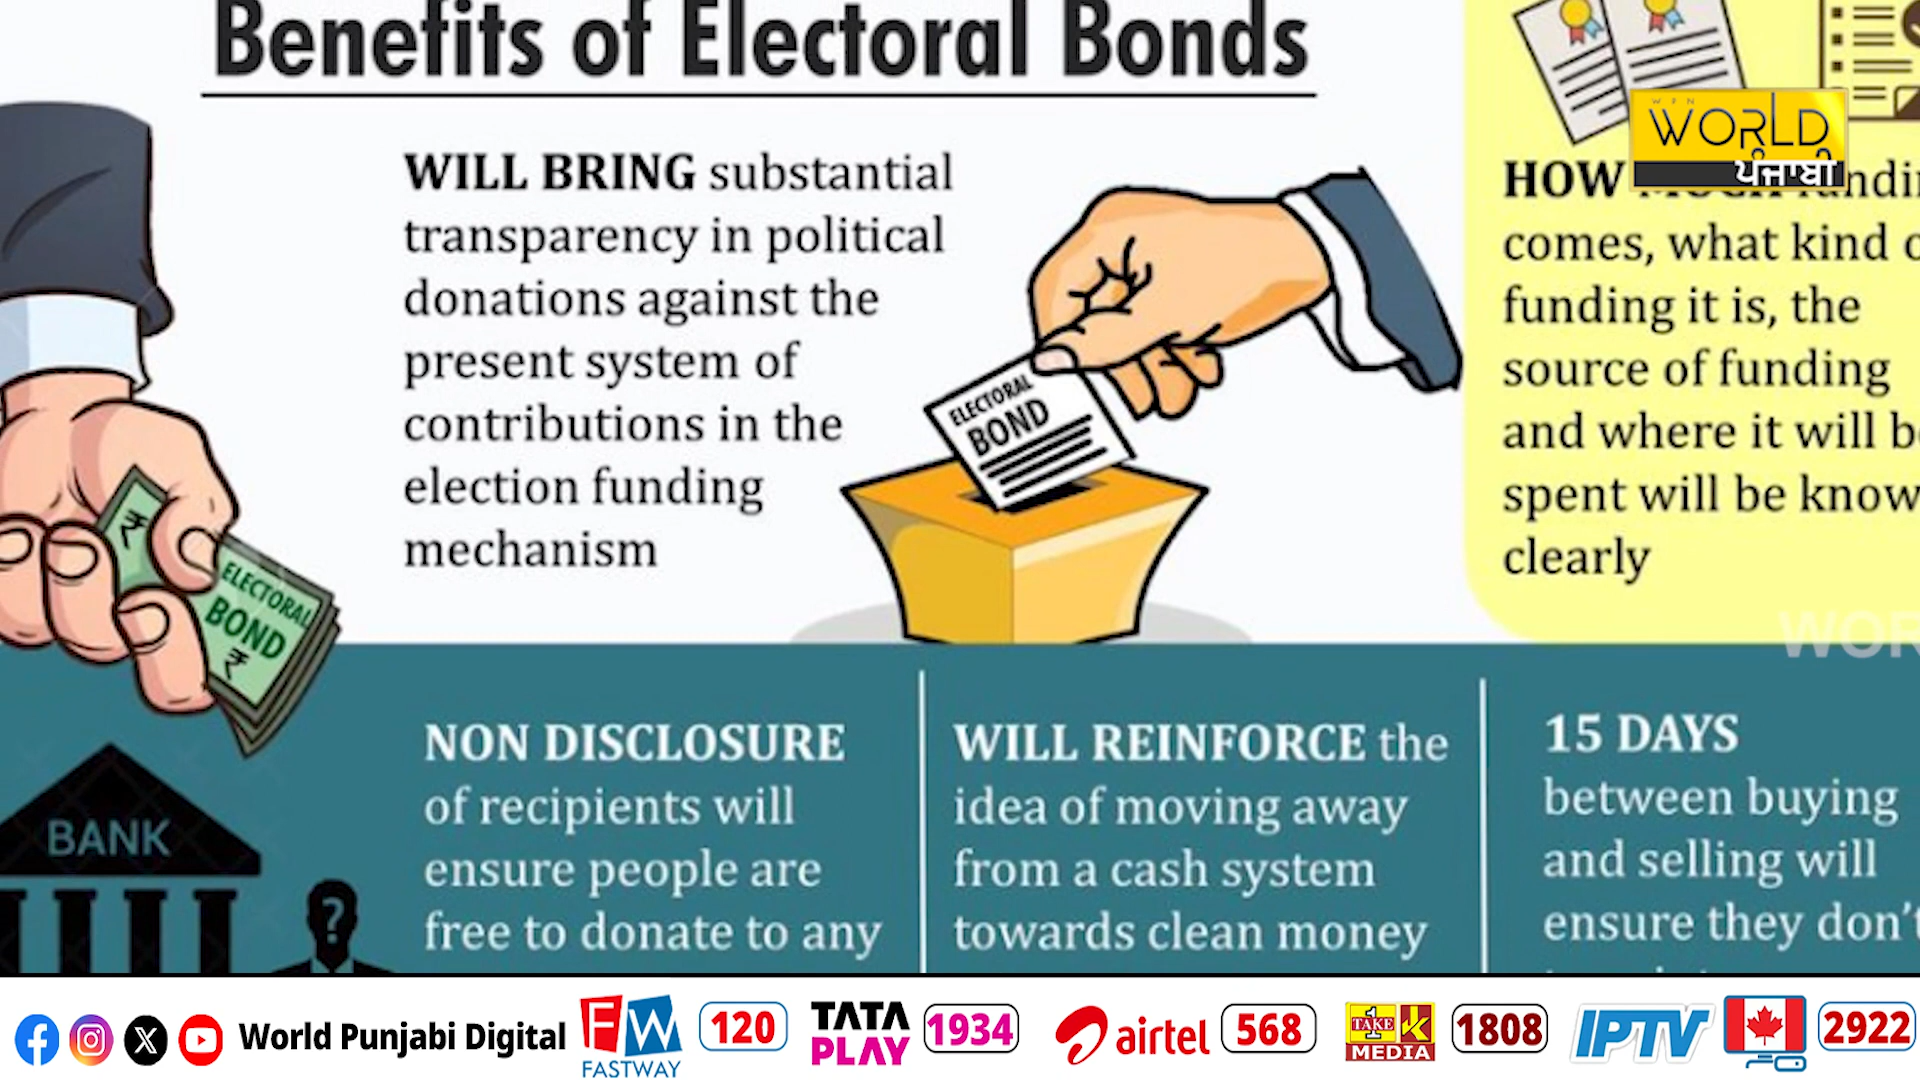 Benefits of Electoral Bonds
WILL BRING substantial
transparency in political
donations against the
present system of
contributions in the
election funding
mechanism
ELECTORAL
BOND
₹
ELECTORAL
BOND
₹
WORLD
ਪੰਜਾਬੀ
HOW
comes, what kind
funding it is, the
source of funding
and where it will
spent will be
clearly
BANK
?
NON DISCLOSURE
of recipients will
ensure people are
free to donate to any
WILL REINFORCE the
idea of moving away
from a cash system
towards clean money
15 DAYS
between buying
and selling will
ensure they don't
World Punjabi Digital
FW
FASTWAY
120
TATA
PLAY
1934
airtel
568
TAKE 1 K
MEDIA
1808
IPTV
2922